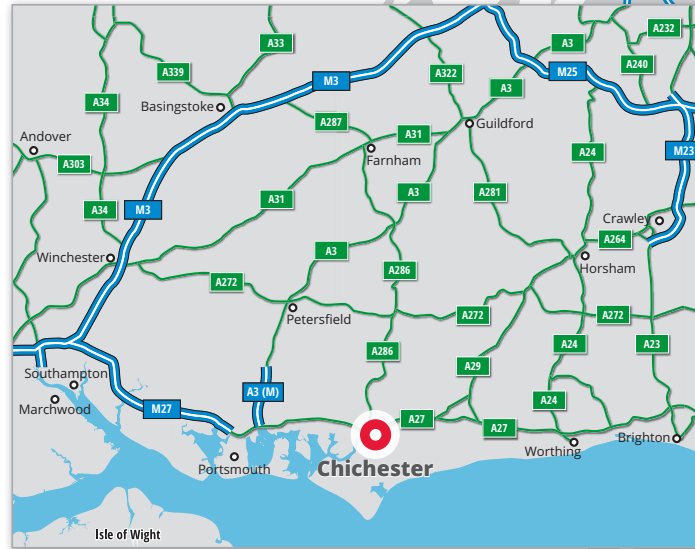 A232
A33
A3
A339
A240
M25
A322
M3
A3
A34
Basingstoke
A287
Guildford
A31
Andover
Farnham
A24
M23
A303
A3
A281
A31
A34
M3
Crawley
A264
A3
Winchester
Horsham
A286
A272
Petersfield
A272
A272
A24
A23
A286
A29
Southampton
A3 (M)
A24
Marchwood
M27
A27
A27
Brighton
Worthing
Portsmouth
Chichester
Isle of Wight